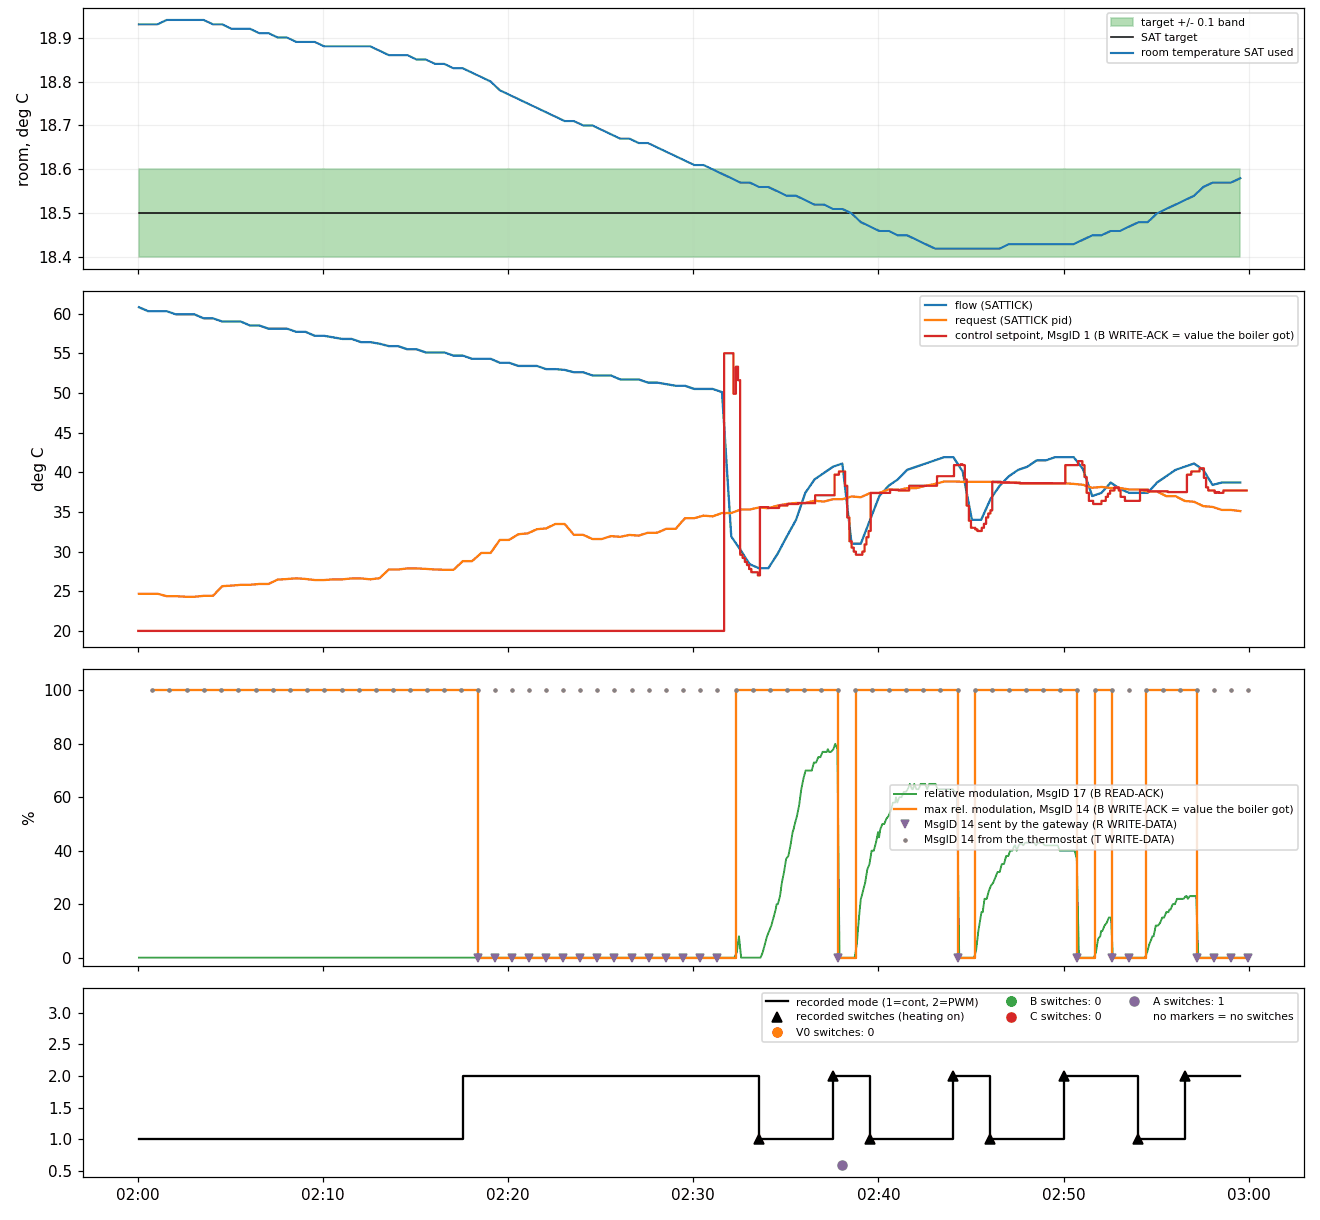 target +/- 0.1 band
SAT target
room temperature SAT used
room, deg C
18.9
18.8
18.7
18.6
18.5
18.4
flow (SATTICK)
request (SATTICK pid)
control setpoint, MsgID 1 (B WRITE-ACK = value the boiler got)
deg C
60
55
50
45
40
35
30
25
20
relative modulation, MsgID 17 (B READ-ACK)
max rel. modulation, MsgID 14 (B WRITE-ACK = value the boiler got)
MsgID 14 sent by the gateway (R WRITE-DATA)
MsgID 14 from the thermostat (T WRITE-DATA)
%
100
80
60
40
20
0
recorded mode (1=cont, 2=PWM)
recorded switches (heating on)
V0 switches: 0
B switches: 0
C switches: 0
A switches: 1
no markers = no switches
3.0
2.5
2.0
1.5
1.0
0.5
02:00 02:10 02:20 02:30 02:40 02:50 03:00